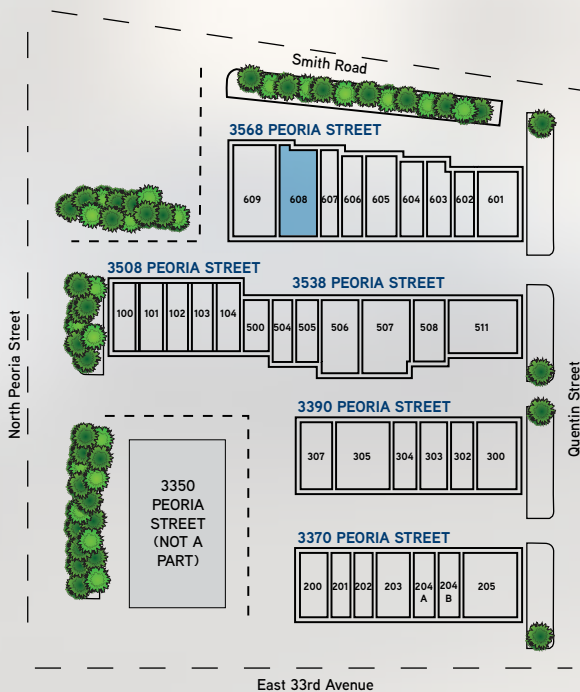 Smith Road
3568 PEORIA STREET
609 608 607 606 605 604 603 602 601
3508 PEORIA STREET
3538 PEORIA STREET
100 101 102 103 104 500 504 505 506 507 508 511
North Peoria Street
Quentin Street
3390 PEORIA STREET
307 305 304 303 302 300
3350
PEORIA
STREET
(NOT A
PART)
3370 PEORIA STREET
200 201 202 203 204 A 204 B 205
East 33rd Avenue